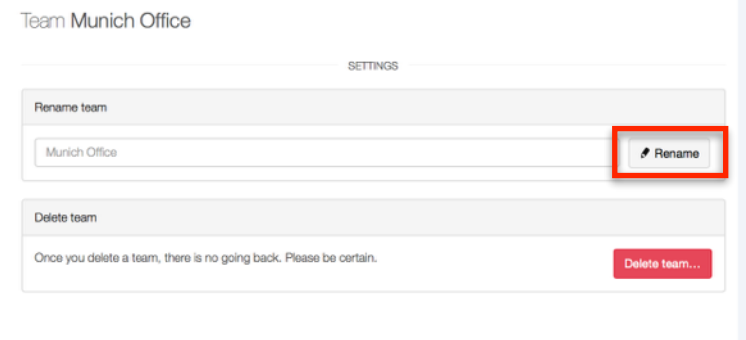 Team Munich Office
SETTINGS
Rename team
Munich Office
Rename
Delete team
Once you delete a team, there is no going back. Please be certain.
Delete team...